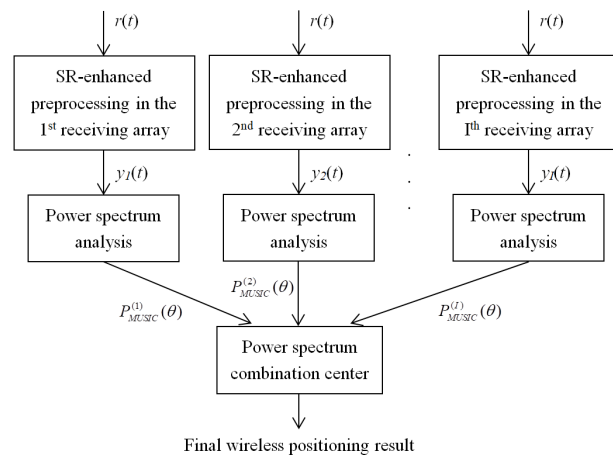 r(t) r(t) r(t)
SR-enhanced
preprocessing in the
1st receiving array
SR-enhanced
preprocessing in the
2nd receiving array
SR-enhanced
preprocessing in the
Ith receiving array
y1(t) y2(t) yI(t)
Power spectrum
analysis
Power spectrum
analysis
Power spectrum
analysis
P(1)MUSIC(θ) P(2)MUSIC(θ) P(I)MUSIC(θ)
Power spectrum
combination center
Final wireless positioning result